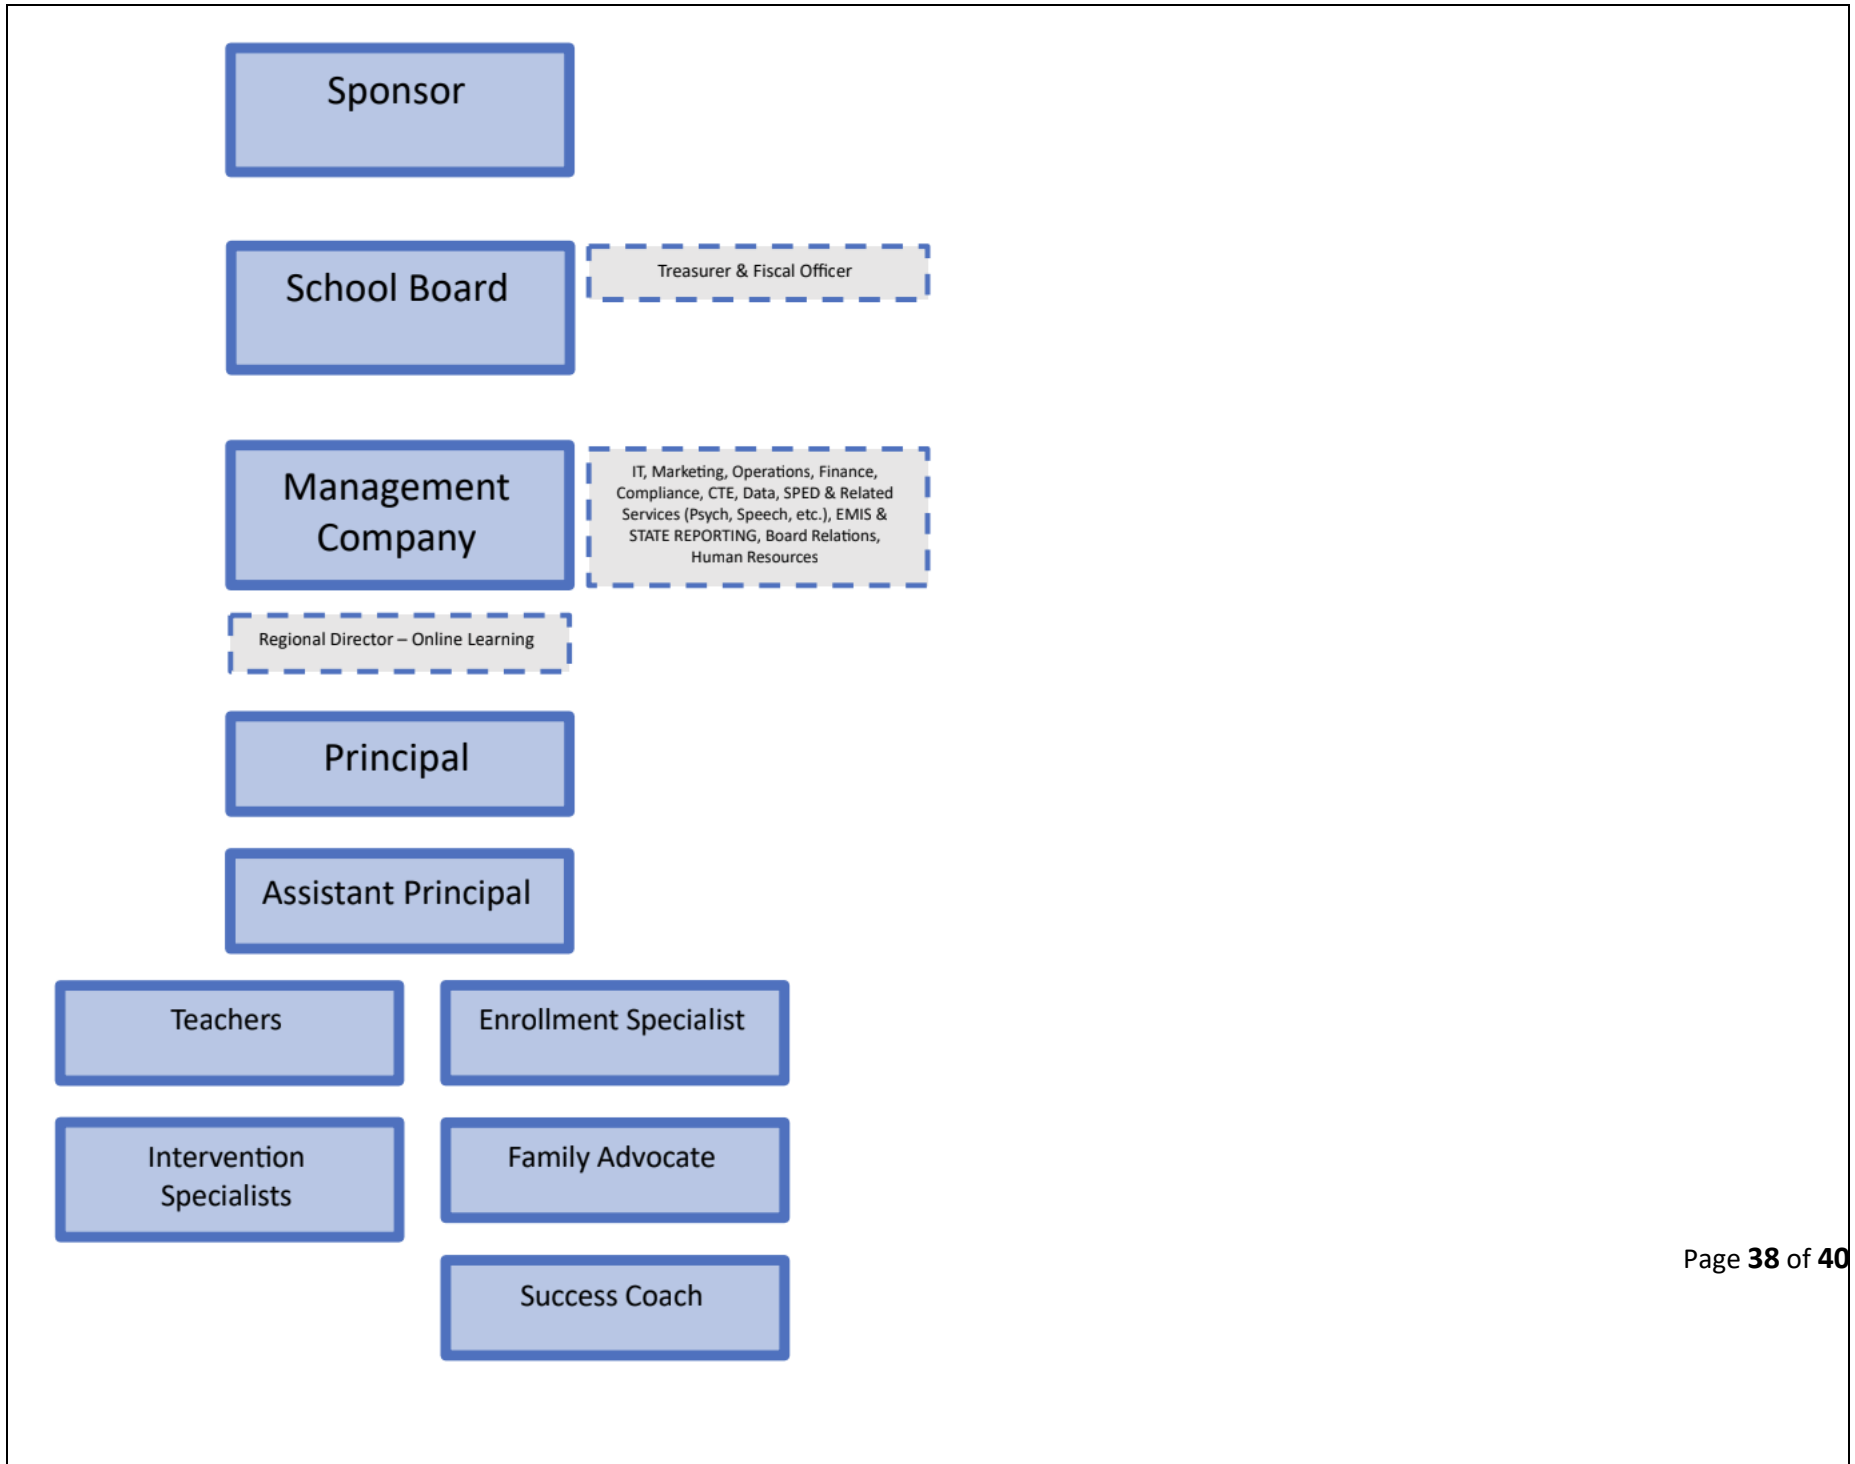 Sponsor
School Board
Treasurer & Fiscal Officer
Management
Company
IT, Marketing, Operations, Finance,
Compliance, CTE, Data, SPED & Related
Services (Psych, Speech, etc.), EMIS &
STATE REPORTING, Board Relations,
Human Resources
Regional Director – Online Learning
Principal
Assistant Principal
Teachers
Enrollment Specialist
Intervention
Specialists
Family Advocate
Success Coach
Page 38 of 40